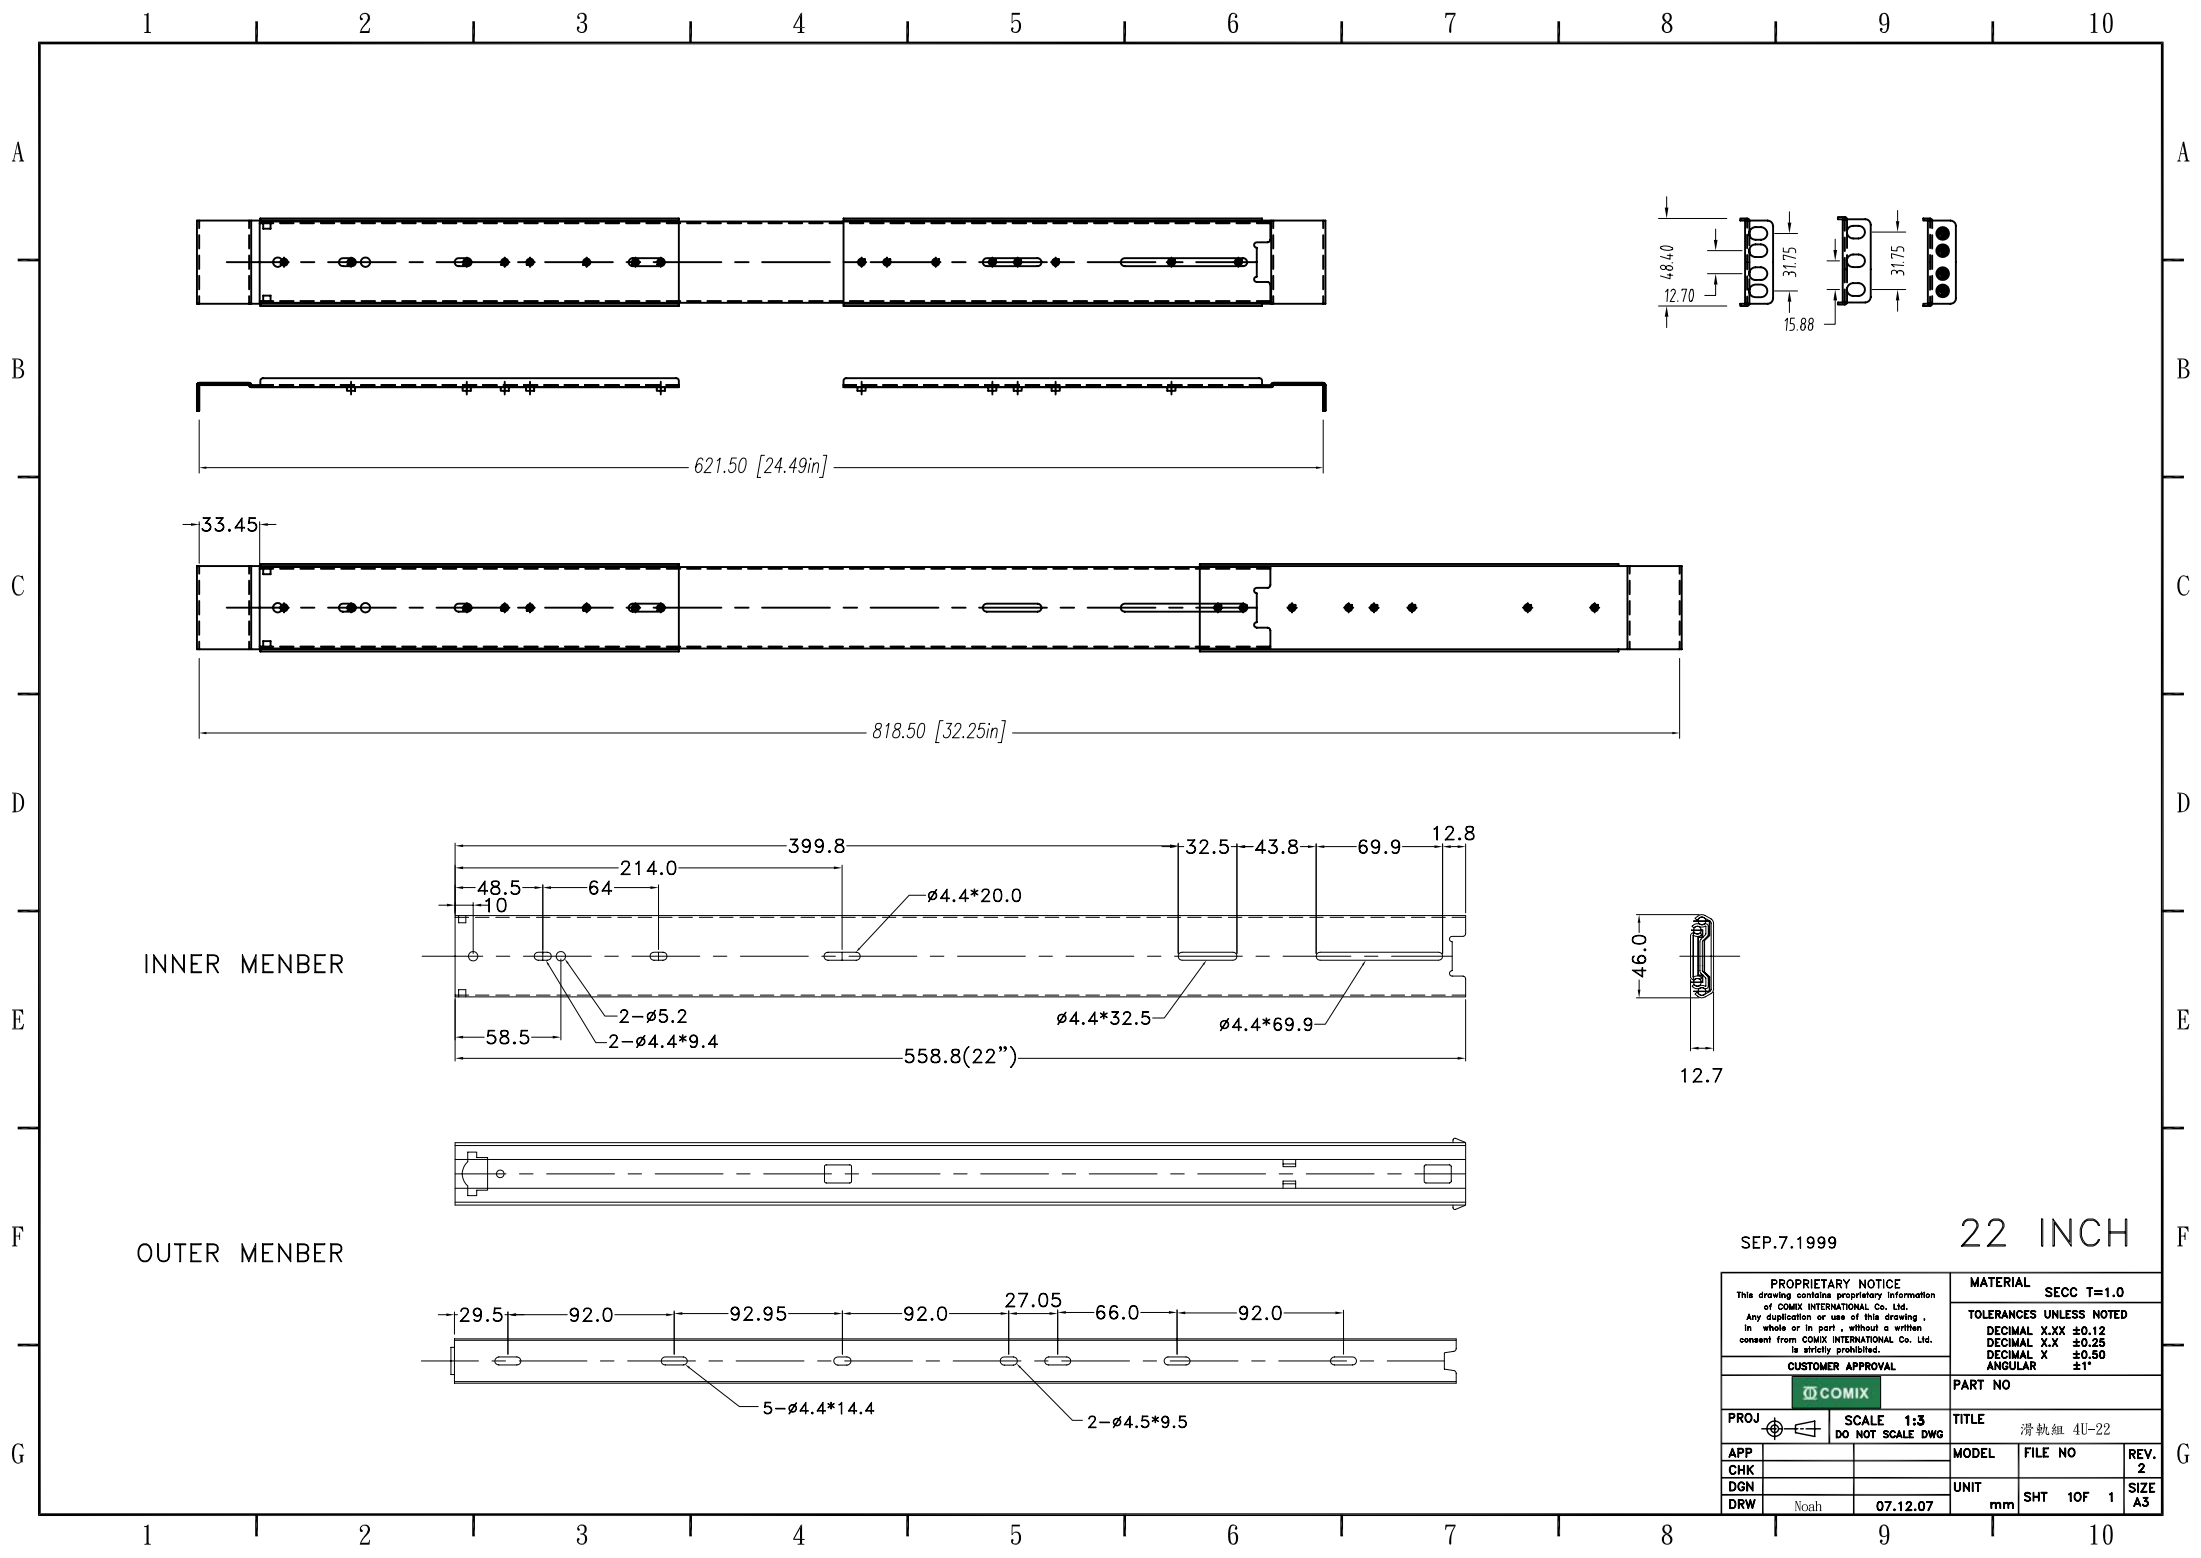 1 2 3 4 5 6 7 8 9 10
A A
B B
C C
D D
E E
F F
G G
48.40
12.70
31.75
15.88
31.75
621.50 [24.49in]
33.45
818.50 [32.25in]
399.8 32.5 43.8 69.9 12.8
214.0
48.5 64
10
ø4.4*20.0
INNER MENBER
46.0
2-ø5.2
2-ø4.4*9.4
58.5
ø4.4*32.5
ø4.4*69.9
558.8(22”)
12.7
OUTER MENBER
29.5 92.0 92.95 92.0 27.05 66.0 92.0
5-ø4.4*14.4
2-ø4.5*9.5
SEP.7.1999
22 INCH
PROPRIETARY NOTICE
This drawing contains proprietary information
of COMIX INTERNATIONAL Co. Ltd.
Any duplication or use of this drawing ,
in whole or in part , without a written
consent from COMIX INTERNATIONAL Co. Ltd.
is strictly prohibited.
CUSTOMER APPROVAL
COMIX
MATERIAL
SECC T=1.0
TOLERANCES UNLESS NOTED
DECIMAL X.XX ±0.12
DECIMAL X.X ±0.25
DECIMAL X ±0.50
ANGULAR ±1°
PART NO
PROJ
SCALE 1:3
DO NOT SCALE DWG
TITLE
滑軌組 4U-22
APP
CHK
DGN
DRW Noah 07.12.07
MODEL
FILE NO
REV.
2
UNIT
mm
SHT 1OF 1
SIZE
A3
1 2 3 4 5 6 7 8 9 10